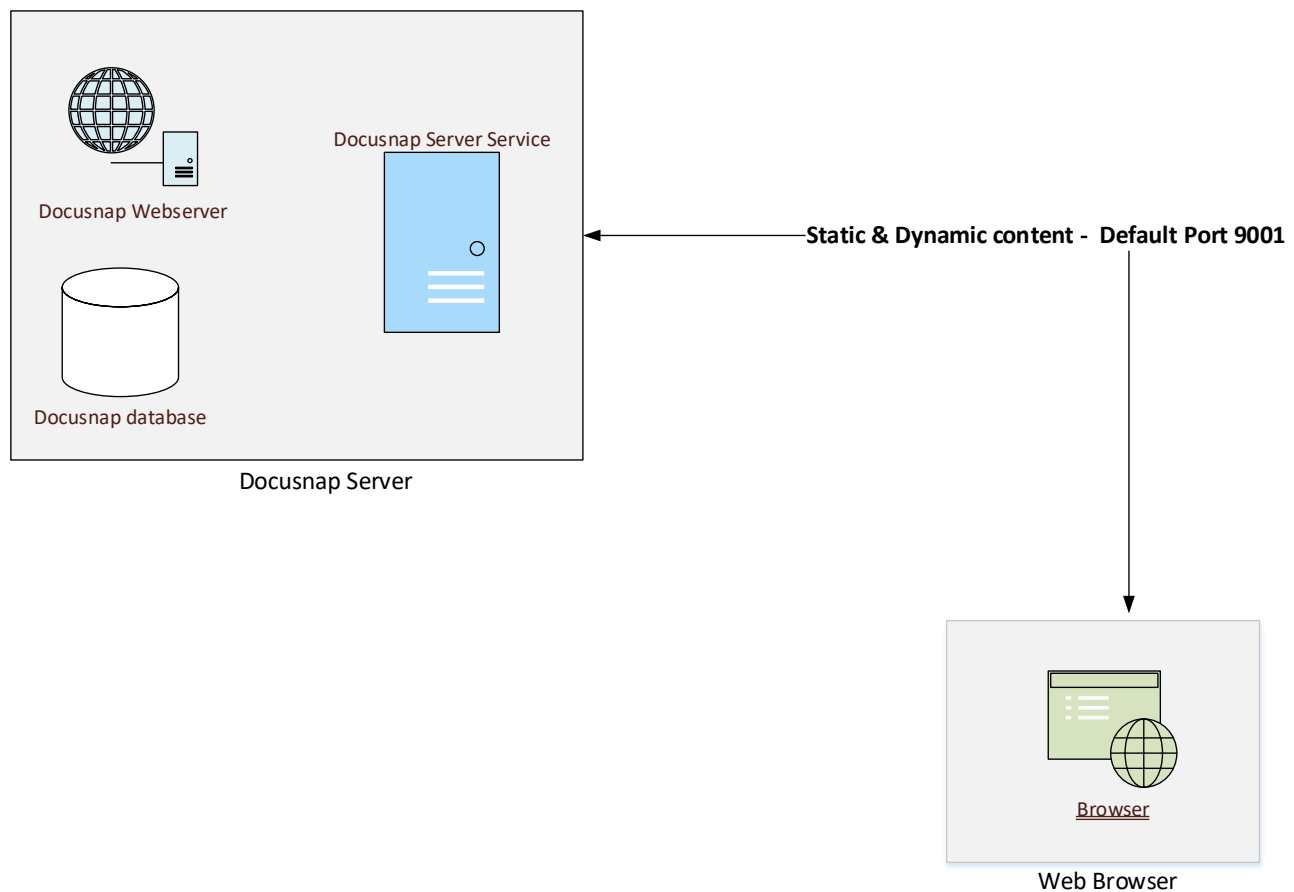 Docusnap Server Service
Docusnap Webserver
Static & Dynamic content -  Default Port 9001
Docusnap database
Docusnap Server
Browser
Web Browser